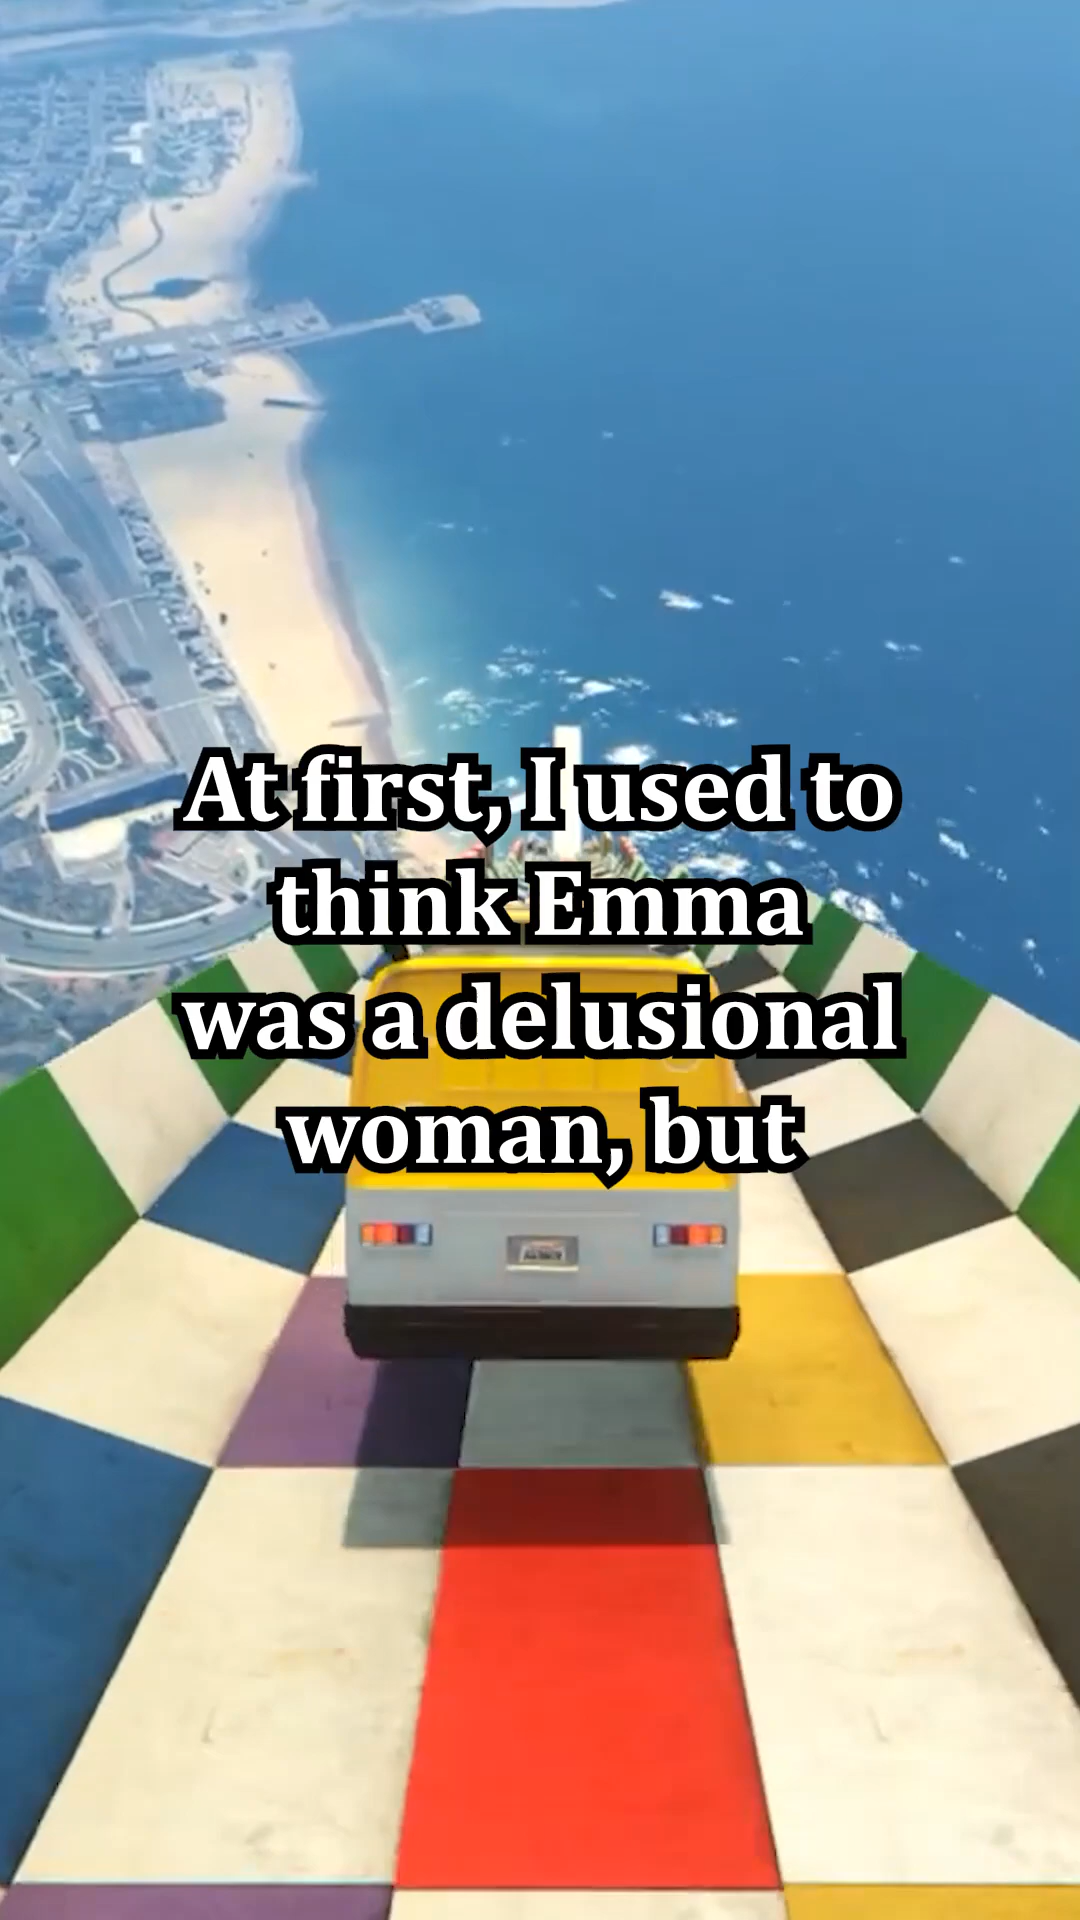 At first, I used to
think Emma
was a delusional
woman, but